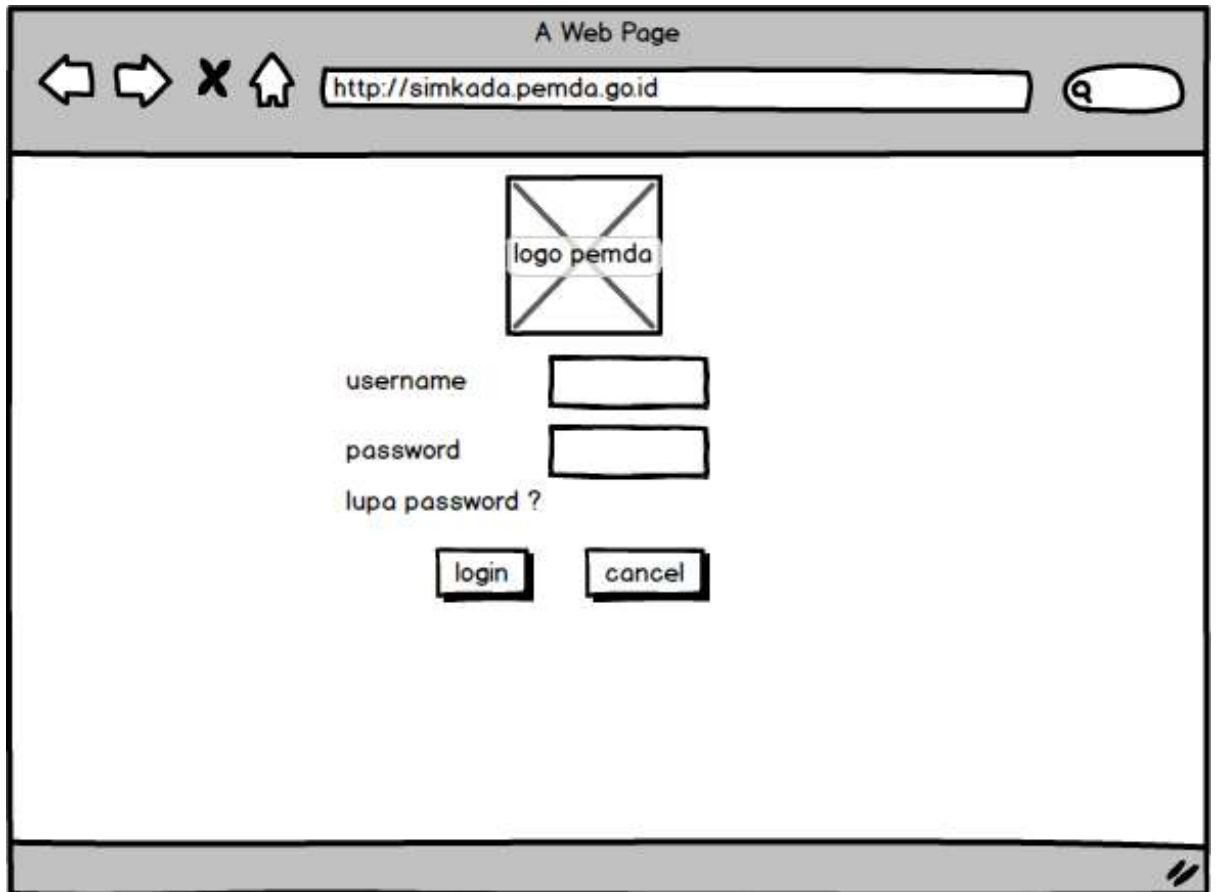 A Web Page
http://simkada.pemda.go.id
logo pemda
username
password
lupa password ?
login cancel